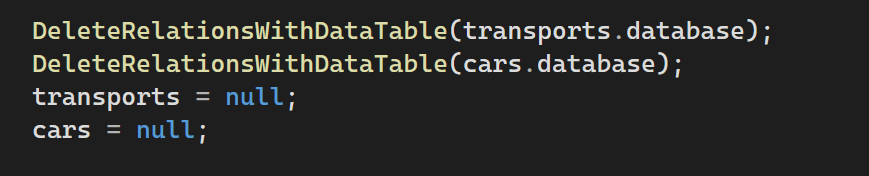 DeleteRelationsWithDataTable(transports.database);
DeleteRelationsWithDataTable(cars.database);
transports = null;
cars = null;